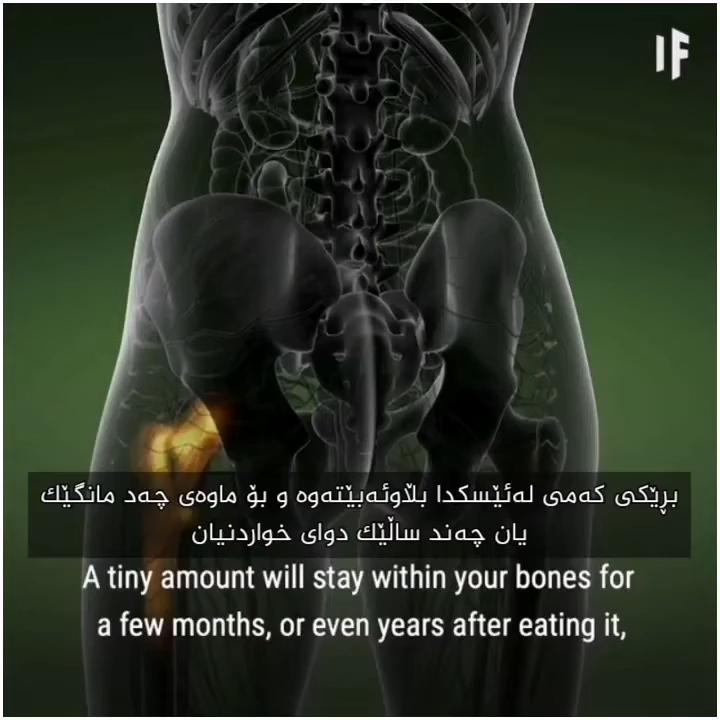 IF
بڕێکی کەمی لەئێسکدا بڵاوئەبێتەوە و بۆ ماوەی چەد مانگێك
یان چەند ساڵێك دوای خواردنیان
A tiny amount will stay within your bones for
a few months, or even years after eating it,